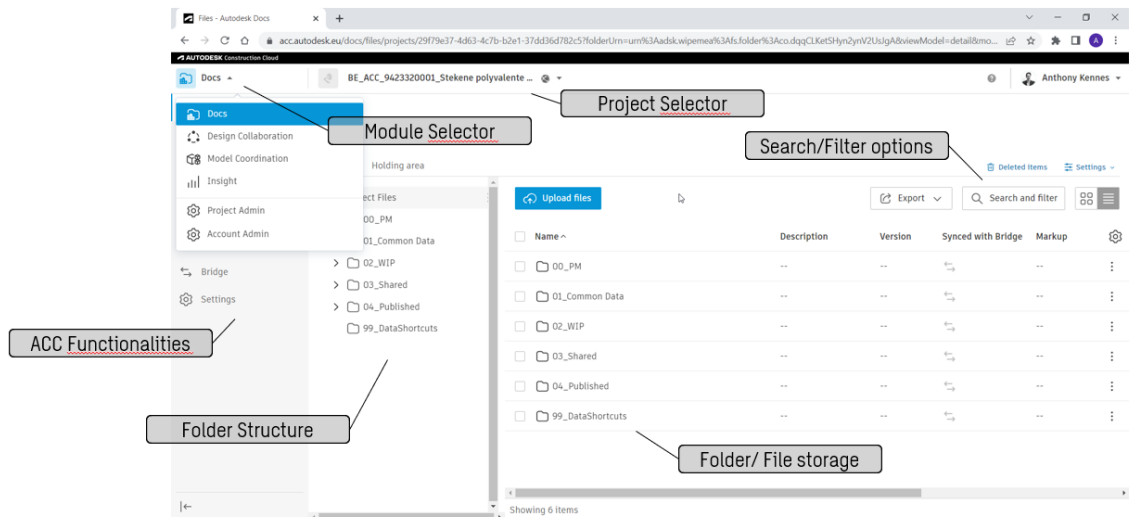 Files - Autodesk Docs
acc.autodesk.eu/docs/files/projects/29f79e37-4d63-4c7b-b2e1-37dd36d782c5?folderUrn=urn%3Aadsk.wipemea%3Afs.folder%3Aco.dqqCLKetSHyn2ynV2UsJgA&viewModel=detail&mo...
A
AUTODESK Construction Cloud
Docs
BE_ACC_9423320001_Stekene polyvalente ...
Anthony Kennes
Project Selector
Docs
Module Selector
Design Collaboration
Search/Filter options
Model Coordination
Holding area
Deleted items
Settings
Insight
ect Files
Upload files
Export
Search and filter
Project Admin
00_PM
Account Admin
01_Common Data
Name
Description
Version
Synced with Bridge
Markup
02_WIP
00_PM
--
--
--
Bridge
03_Shared
Settings
01_Common Data
--
--
--
04_Published
99_DataShortcuts
02_WIP
--
--
--
ACC Functionalities
03_Shared
--
--
--
04_Published
--
--
--
99_DataShortcuts
--
--
--
Folder Structure
Folder/ File storage
Showing 6 items